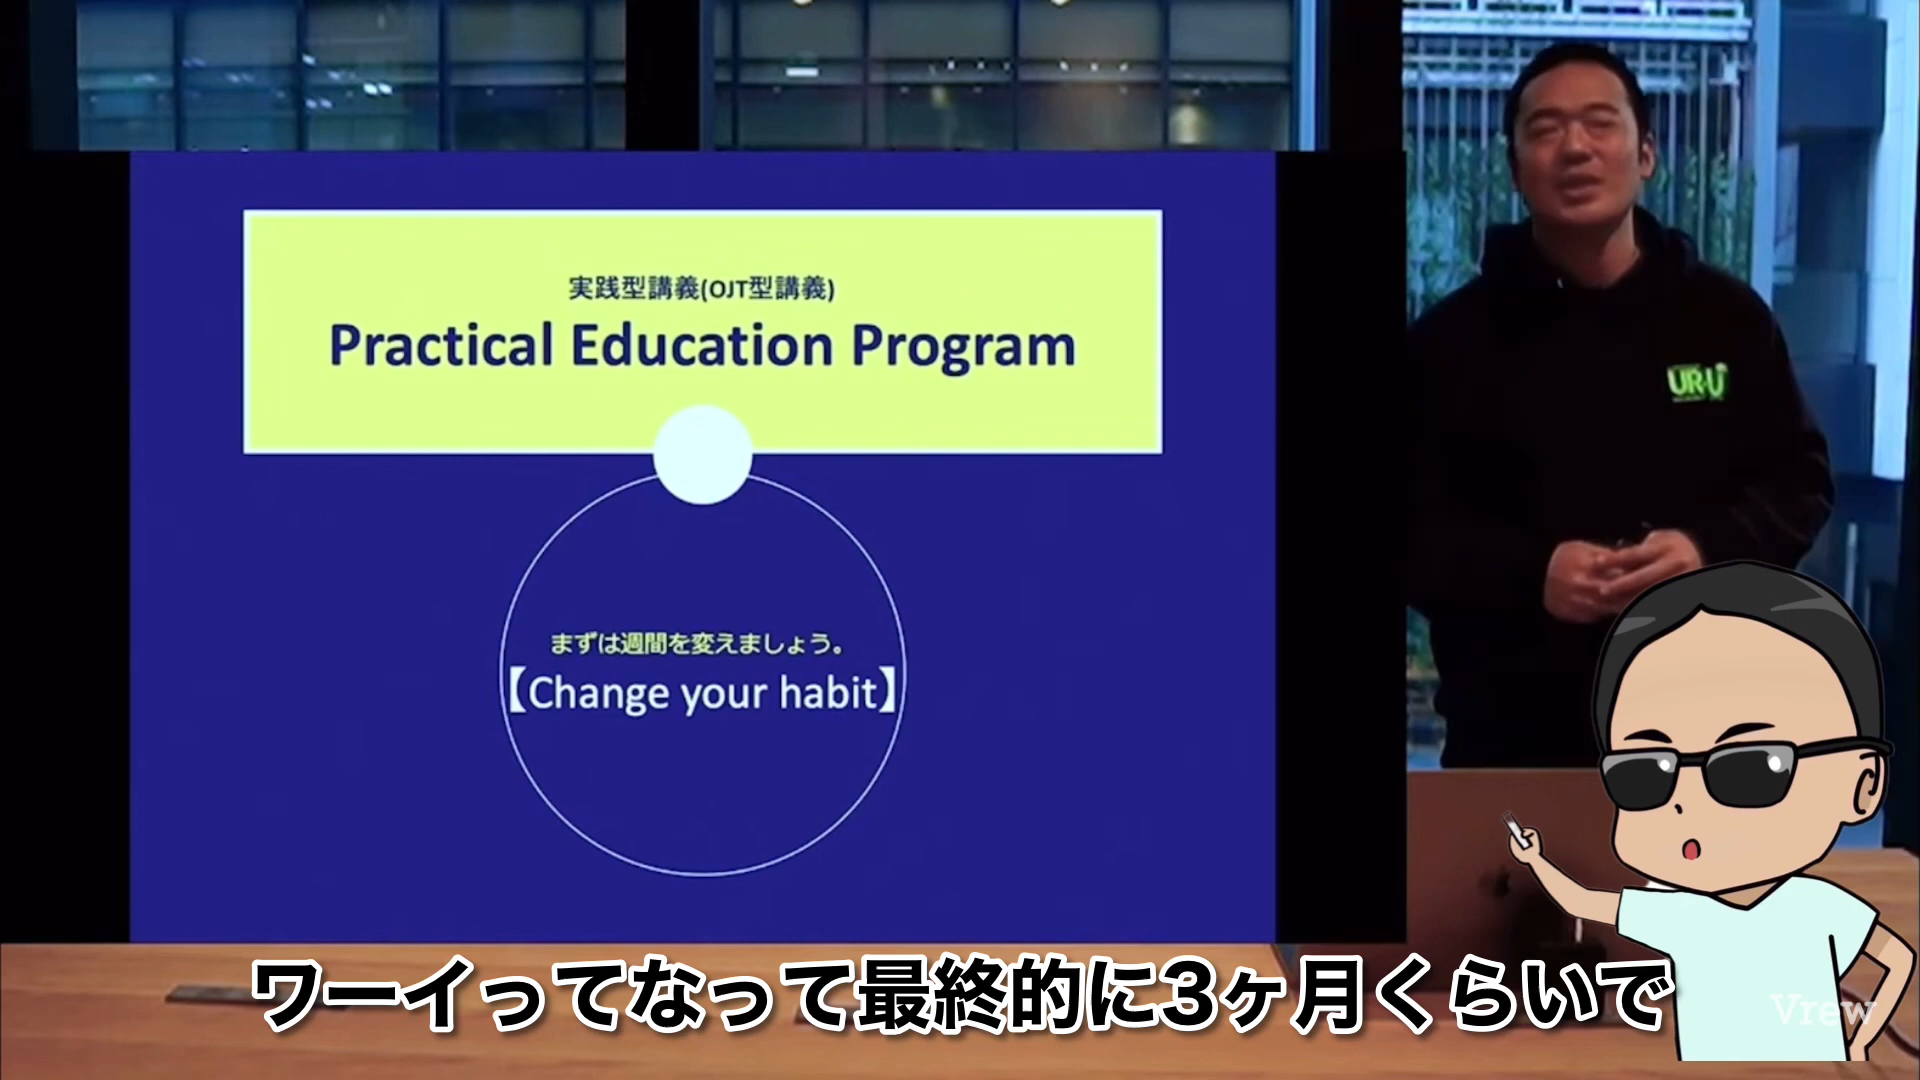 実践型講義(OJT型講義)
Practical Education Program
UR-U
まずは週間を変えましょう。
【Change your habit】
ワーイってなって最終的に3ヶ月くらいで
Vrew